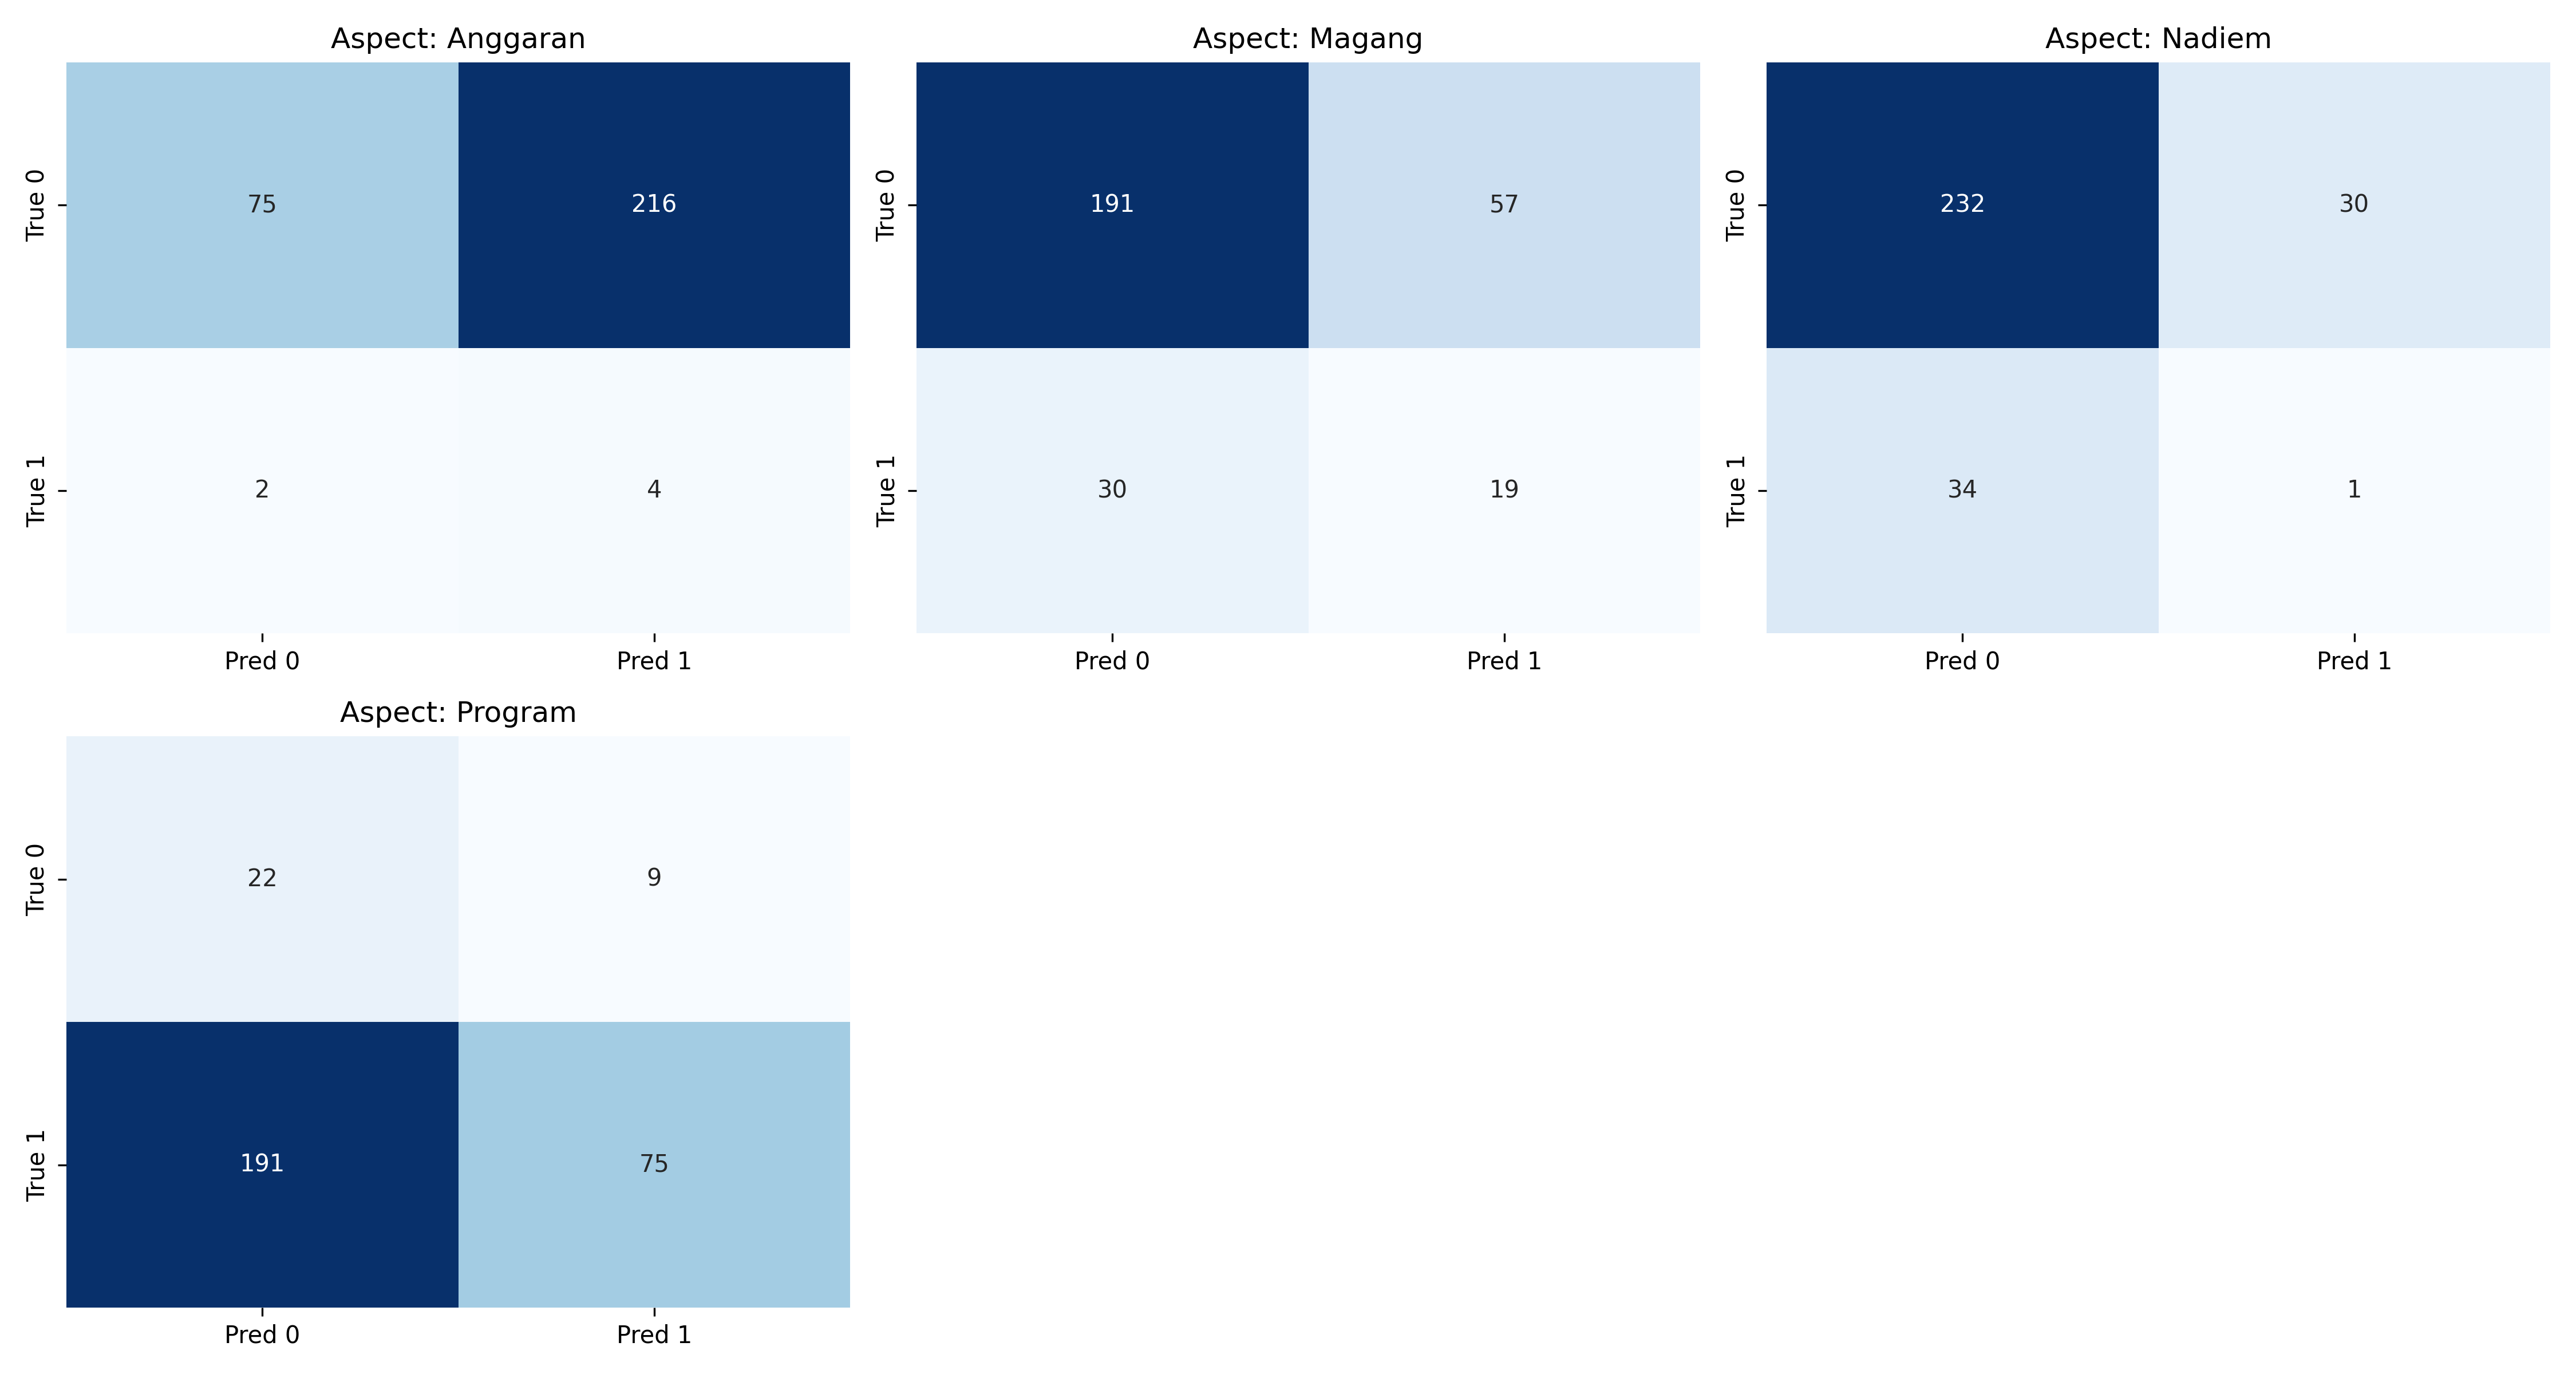 Aspect: Anggaran
True 0
75
216
True 1
2
4
Pred 0
Pred 1
Aspect: Magang
True 0
191
57
True 1
30
19
Pred 0
Pred 1
Aspect: Nadiem
True 0
232
30
True 1
34
1
Pred 0
Pred 1
Aspect: Program
True 0
22
9
True 1
191
75
Pred 0
Pred 1